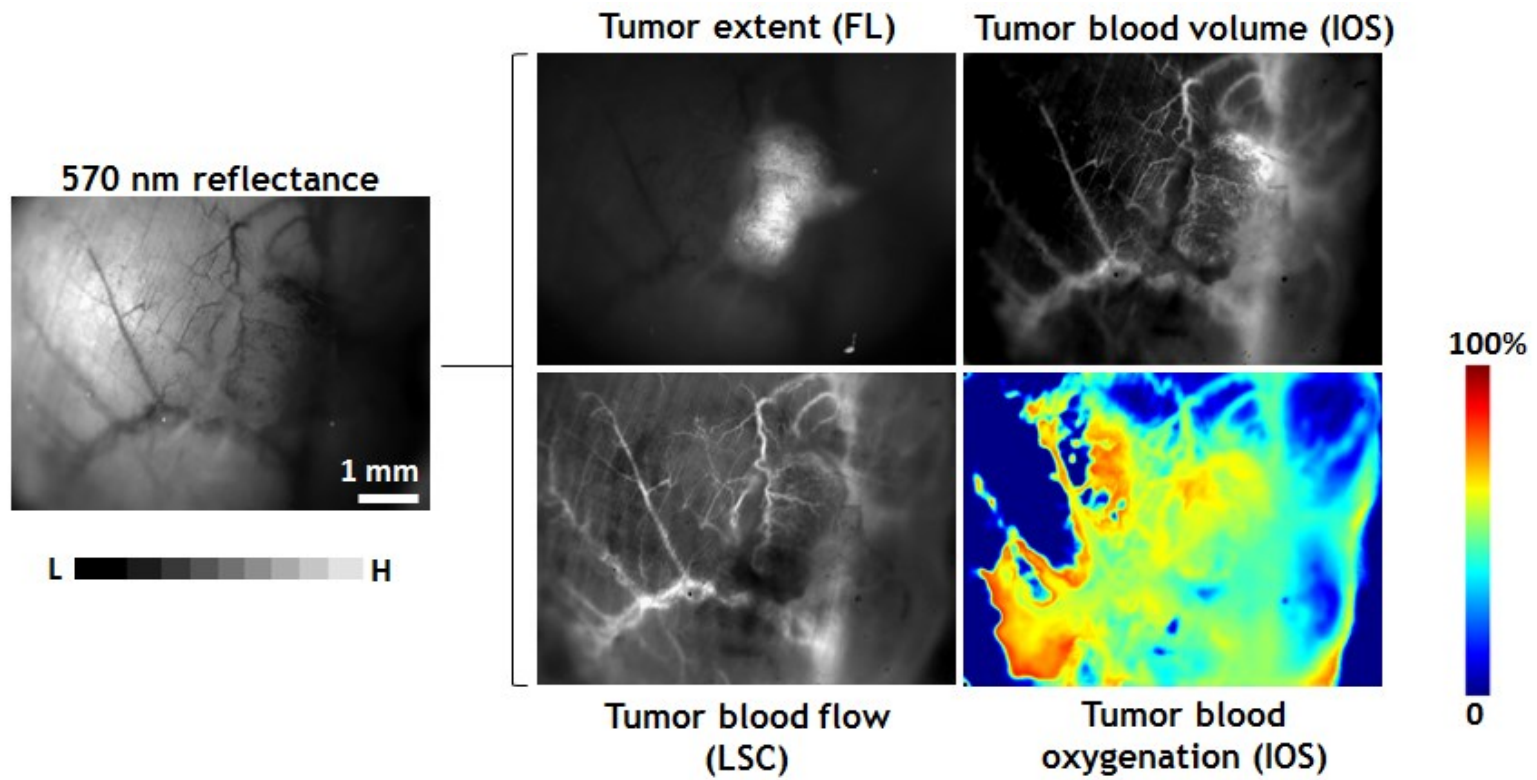 Tumor extent (FL)
Tumor blood volume (IOS)
570 nm reflectance
1 mm
L
H
100%
0
Tumor blood flow
(LSC)
Tumor blood
oxygenation (IOS)